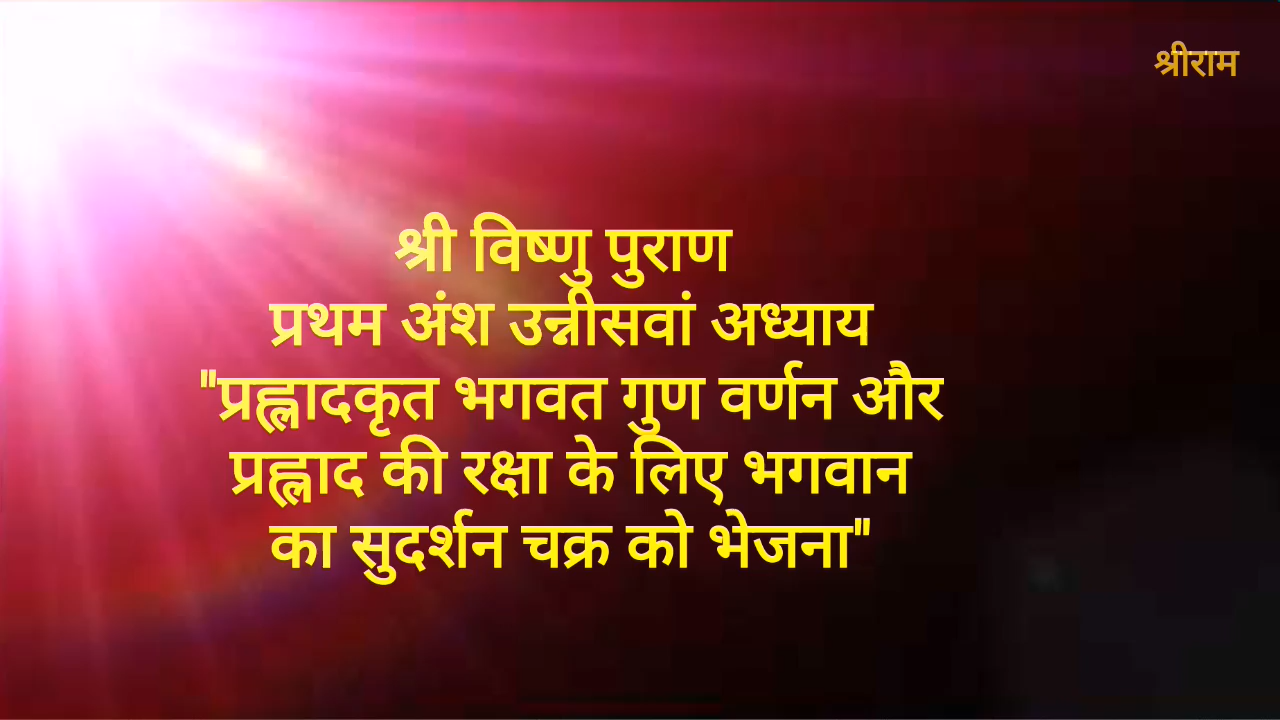 श्रीराम
श्री विष्णु पुराण
प्रथम अंश उन्नीसवां अध्याय
"प्रह्लादकृत भगवत गुण वर्णन और
प्रह्लाद की रक्षा के लिए भगवान
का सुदर्शन चक्र को भेजना"